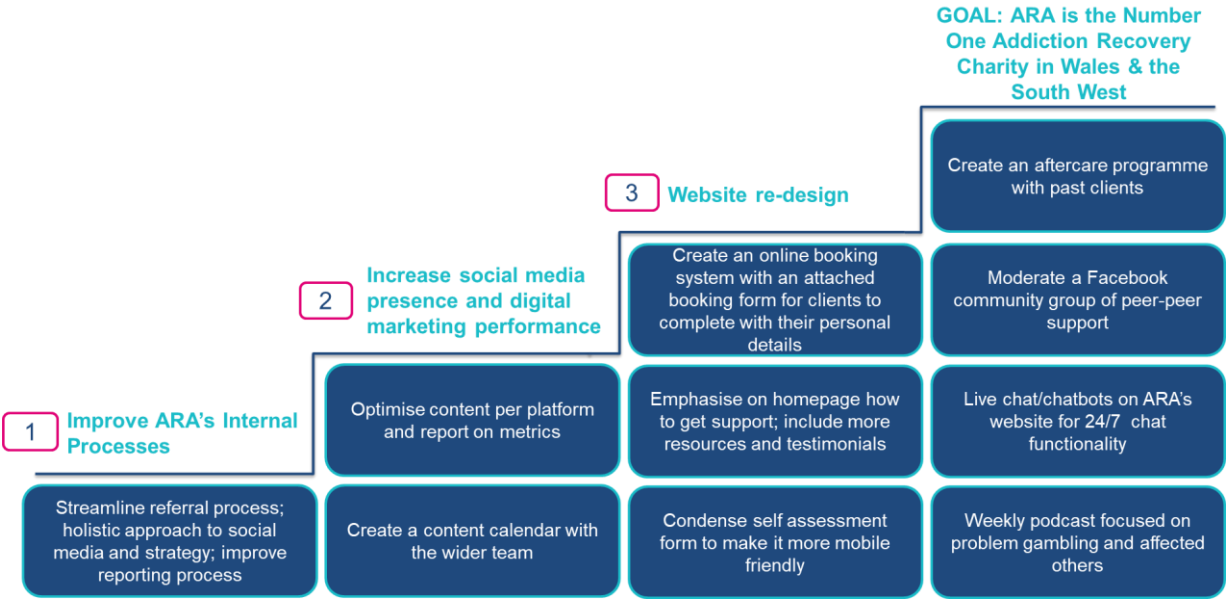 GOAL: ARA is the Number
One Addiction Recovery
Charity in Wales & the
South West
Create an aftercare programme
with past clients
3
Website re-design
Create an online booking
system with an attached
booking form for clients to
complete with their personal
details
Moderate a Facebook
community group of peer-peer
support
2
Increase social media
presence and digital
marketing performance
Optimise content per platform
and report on metrics
Emphasise on homepage how
to get support; include more
resources and testimonials
Live chat/chatbots on ARA's
website for 24/7 chat
functionality
1
Improve ARA's Internal
Processes
Streamline referral process;
holistic approach to social
media and strategy; improve
reporting process
Create a content calendar with
the wider team
Condense self assessment
form to make it more mobile
friendly
Weekly podcast focused on
problem gambling and affected
others